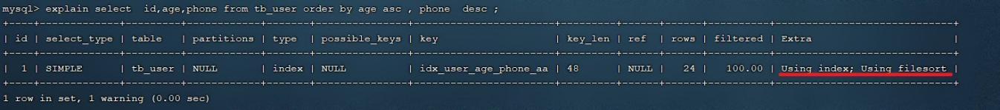 mysql> explain select  id,age,phone from tb_user order by age asc , phone  desc ;
+----+-------------+---------+------------+-------+---------------+----------------------+---------+------+------+----------+-----------------------------+
| id | select_type | table   | partitions | type  | possible_keys | key                  | key_len | ref  | rows | filtered | Extra                       |
+----+-------------+---------+------------+-------+---------------+----------------------+---------+------+------+----------+-----------------------------+
|  1 | SIMPLE      | tb_user | NULL       | index | NULL          | idx_user_age_phone_aa | 48      | NULL |   24 |   100.00 | Using index; Using filesort |
+----+-------------+---------+------------+-------+---------------+----------------------+---------+------+------+----------+-----------------------------+
1 row in set, 1 warning (0.00 sec)